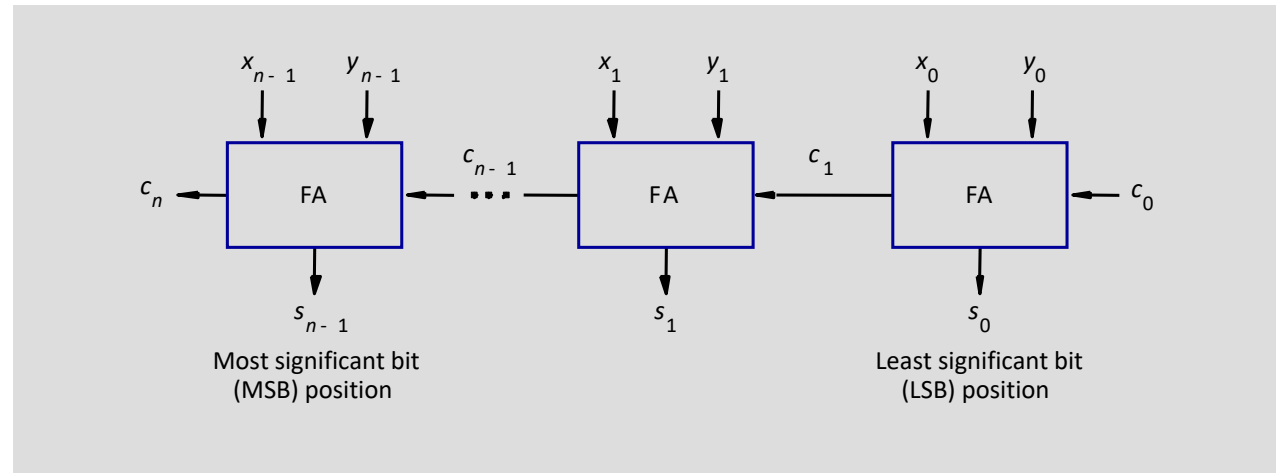 x n- 1 y n- 1 x 1 y 1 x 0 y 0
c n FA c n- 1 FA c 1 FA c 0
s n- 1 s 1 s 0
Most significant bit Least significant bit
(MSB) position (LSB) position